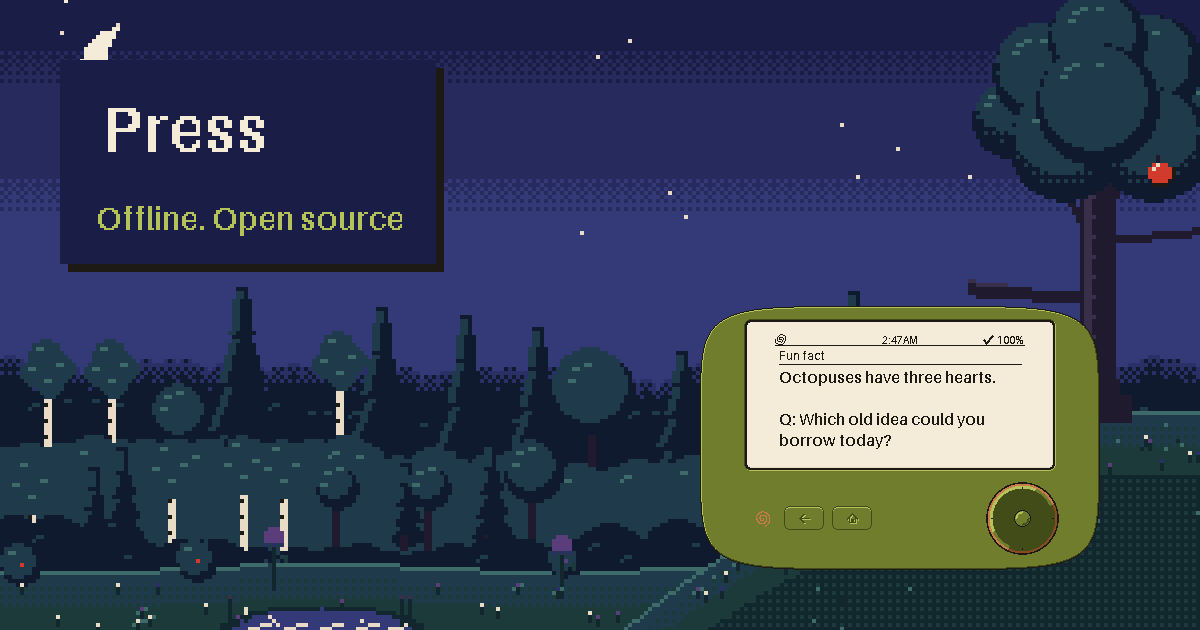 Press
Offline. Open source
2:47AM
100%
Fun fact
Octopuses have three hearts.
Q: Which old idea could you
borrow today?